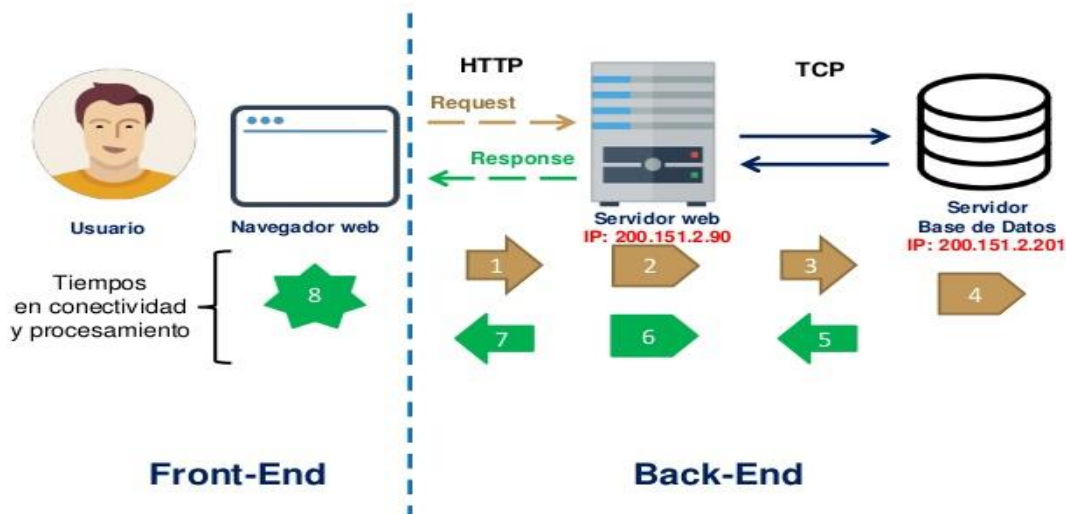 HTTP
TCP
Request
Response
Usuario
Navegador web
Servidor web
IP: 200.151.2.90
Servidor
Base de Datos
IP: 200.151.2.201
Tiempos
en conectividad
y procesamiento
8
1
2
3
4
7
6
5
Front-End
Back-End